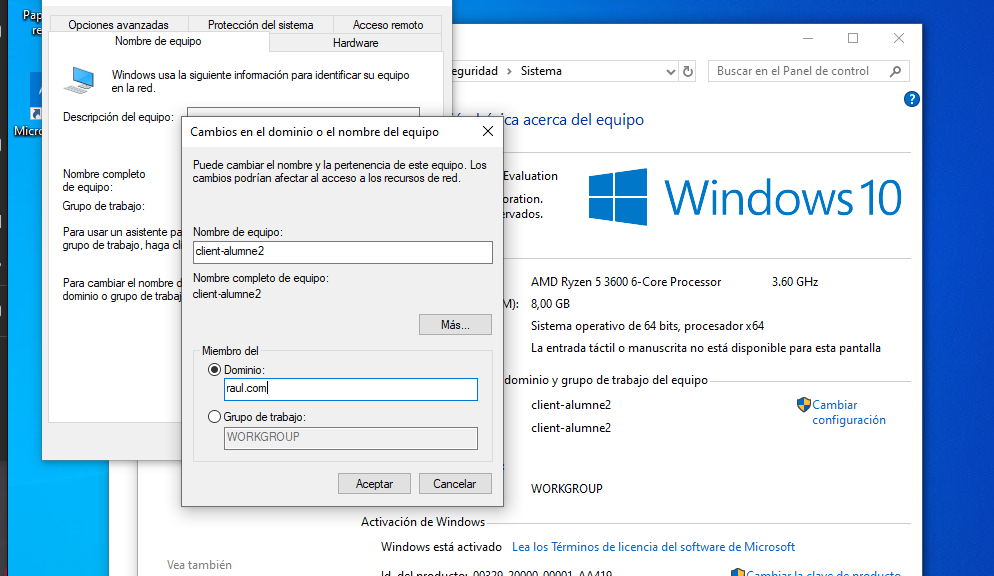 Pap
re
Micro
Opciones avanzadas
Protección del sistema
Acceso remoto
Nombre de equipo
Hardware
Windows usa la siguiente información para identificar su equipo
en la red.
Descripción del equipo:
Nombre completo
de equipo:
Grupo de trabajo:
Para usar un asistente pa
grupo de trabajo, haga cli
Para cambiar el nombre d
dominio o grupo de trabaj
Cambios en el dominio o el nombre del equipo
Puede cambiar el nombre y la pertenencia de este equipo. Los
cambios podrían afectar al acceso a los recursos de red.
Nombre de equipo:
client-alumne2
Nombre completo de equipo:
client-alumne2
Más...
Miembro del
Dominio:
raul.com
Grupo de trabajo:
WORKGROUP
Aceptar
Cancelar
eguridad > Sistema
Buscar en el Panel de control
?
ica acerca del equipo
Evaluation
oration.
ervados.
Windows 10
AMD Ryzen 5 3600 6-Core Processor 3.60 GHz
M): 8,00 GB
Sistema operativo de 64 bits, procesador x64
La entrada táctil o manuscrita no está disponible para esta pantalla
dominio y grupo de trabajo del equipo
client-alumne2
Cambiar
configuración
client-alumne2
WORKGROUP
Activación de Windows
Windows está activado Lea los Términos de licencia del software de Microsoft
Vea también
Id. del producto: 00329-20000-00001-AA419
Cambiar la clave de producto